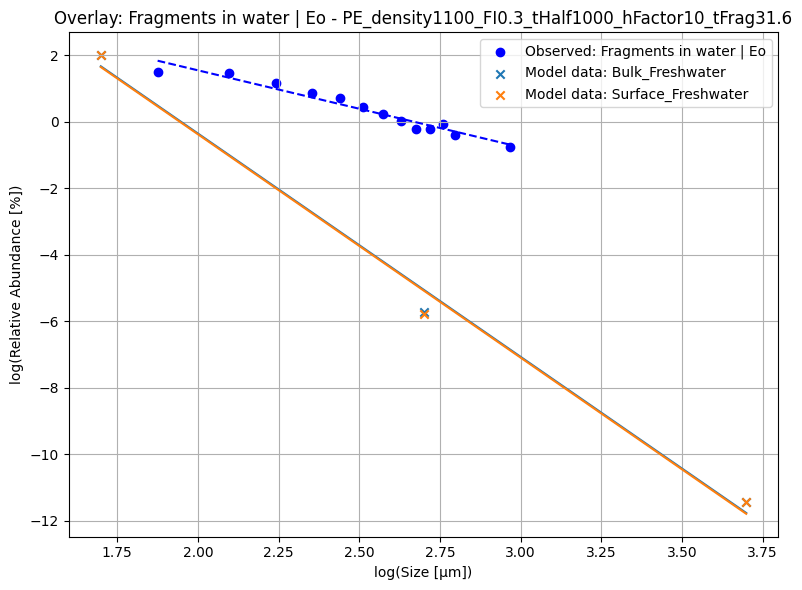 Overlay: Fragments in water | Eo - PE_density1100_FI0.3_tHalf1000_hFactor10_tFrag31.6
Observed: Fragments in water | Eo
Model data: Bulk_Freshwater
Model data: Surface_Freshwater
log(Relative Abundance [%])
2
0
−2
−4
−6
−8
−10
−12
1.75
2.00
2.25
2.50
2.75
3.00
3.25
3.50
3.75
log(Size [µm])